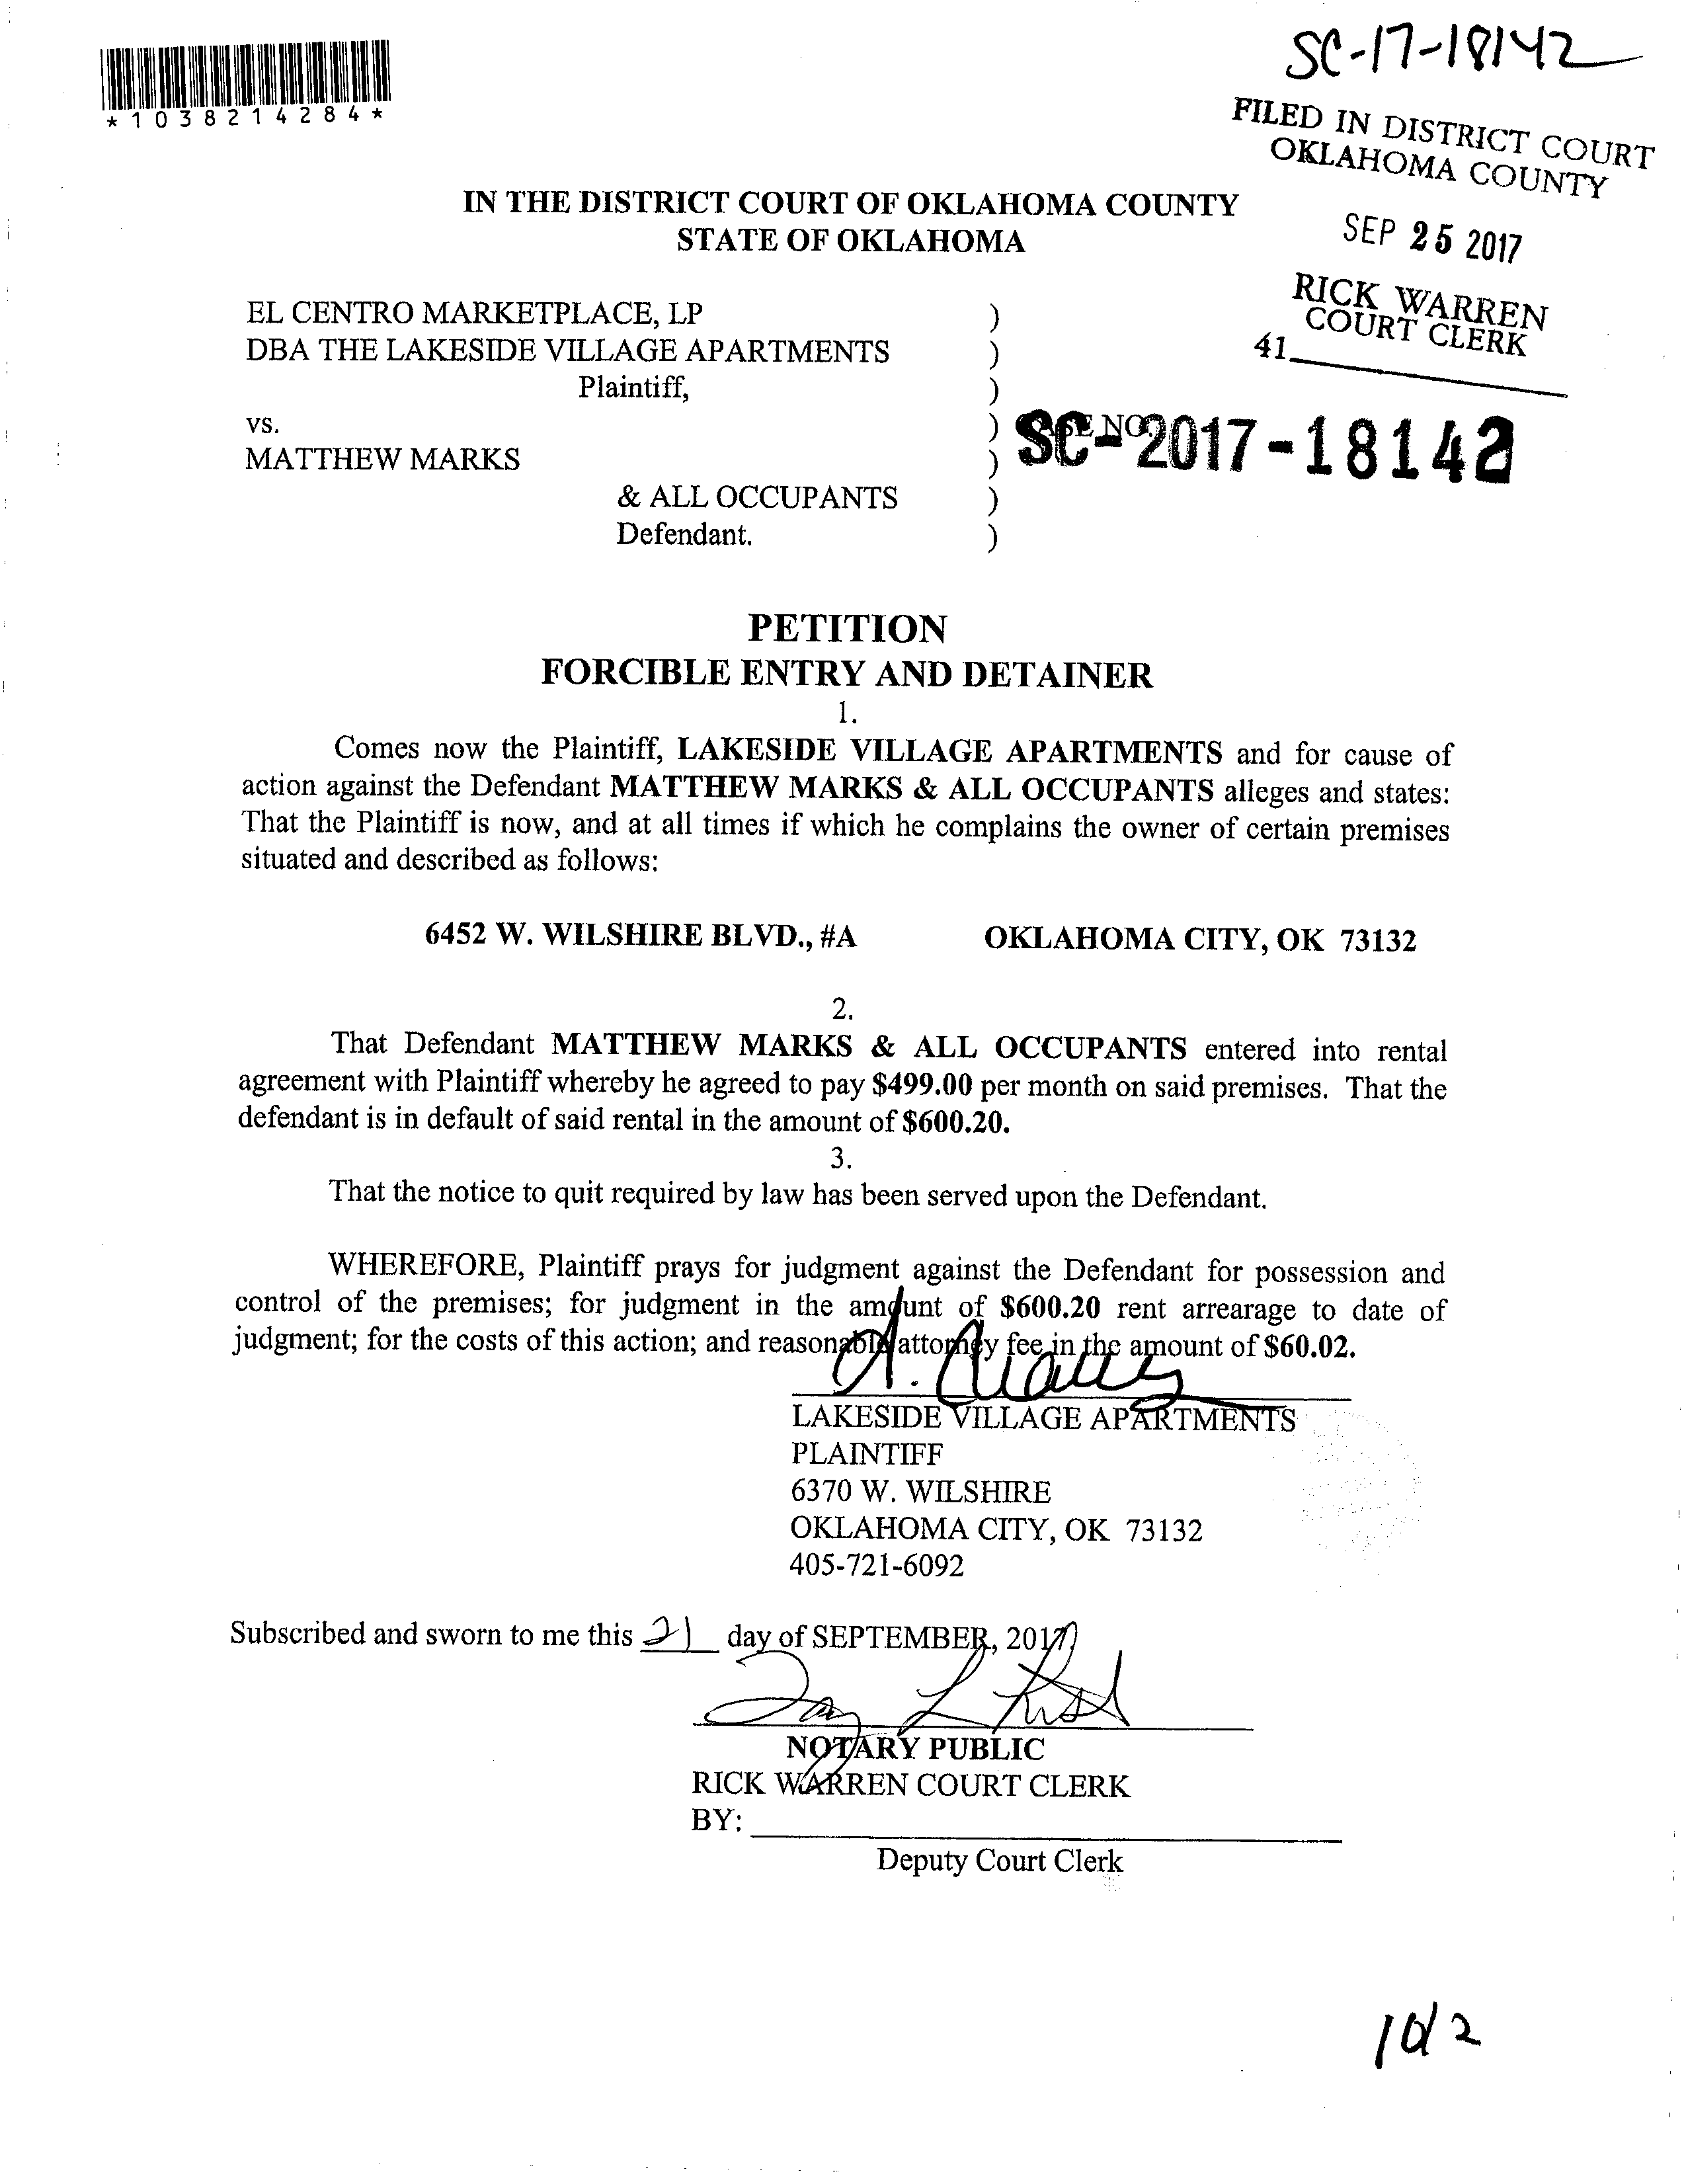 SC-17-18142
*1038214284*
FILED IN DISTRICT COURT
OKLAHOMA COUNTY
IN THE DISTRICT COURT OF OKLAHOMA COUNTY
STATE OF OKLAHOMA
SEP 25 2017
RICK WARREN
COURT CLERK
41
EL CENTRO MARKETPLACE, LP )
DBA THE LAKESIDE VILLAGE APARTMENTS )
Plaintiff, )
vs. ) CASE NO. SC-2017-18142
MATTHEW MARKS )
& ALL OCCUPANTS )
Defendant. )
PETITION
FORCIBLE ENTRY AND DETAINER
1.
Comes now the Plaintiff, LAKESIDE VILLAGE APARTMENTS and for cause of
action against the Defendant MATTHEW MARKS & ALL OCCUPANTS alleges and states:
That the Plaintiff is now, and at all times if which he complains the owner of certain premises
situated and described as follows:
6452 W. WILSHIRE BLVD., #A OKLAHOMA CITY, OK 73132
2.
That Defendant MATTHEW MARKS & ALL OCCUPANTS entered into rental
agreement with Plaintiff whereby he agreed to pay $499.00 per month on said premises. That the
defendant is in default of said rental in the amount of $600.20.
3.
That the notice to quit required by law has been served upon the Defendant.
WHEREFORE, Plaintiff prays for judgment against the Defendant for possession and
control of the premises; for judgment in the amount of $600.20 rent arrearage to date of
judgment; for the costs of this action; and reasonable attorney fee in the amount of $60.02.
LAKESIDE VILLAGE APARTMENTS
PLAINTIFF
6370 W. WILSHIRE
OKLAHOMA CITY, OK 73132
405-721-6092
Subscribed and sworn to me this 21 day of SEPTEMBER, 2017
NOTARY PUBLIC
RICK WARREN COURT CLERK
BY:
Deputy Court Clerk
1 of 2